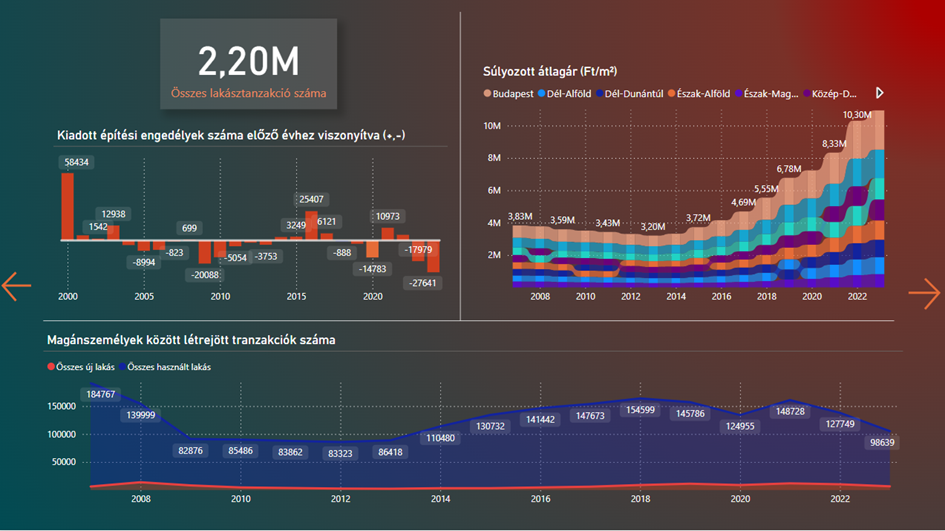 2,20M
Összes lakásztanzakció száma
Kiadott építési engedélyek száma előző évhez viszonyítva (+,-)
58434
1542
12938
-8994
-823
699
-20088
-5054
-3753
3249
25407
6121
-888
-14783
10973
-17979
-27641
2000 2005 2010 2015 2020
Súlyozott átlagár (Ft/m²)
Budapest Dél-Alföld Dél-Dunántúl Észak-Alföld Észak-Mag... Közép-D...
10M
8M
6M
4M
2M
3,83M
3,59M
3,43M
3,20M
3,72M
4,69M
5,55M
6,78M
8,33M
10,30M
2008 2010 2012 2014 2016 2018 2020 2022
Magánszemélyek között létrejött tranzakciók száma
Összes új lakás Összes használt lakás
150000
100000
50000
184767
139999
82876
85486
83862
83323
86418
110480
130732
141442
147673
154599
145786
124955
148728
127749
98639
2008 2010 2012 2014 2016 2018 2020 2022